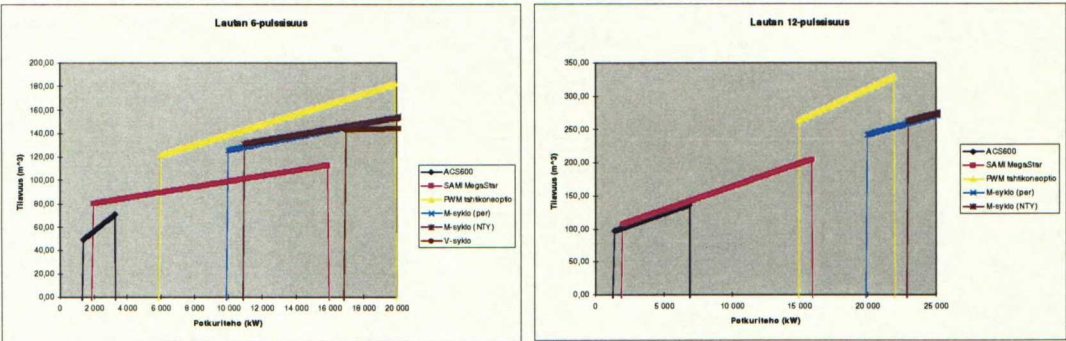 Lautan 6-pulssisuus
200,00
180,00
160,00
140,00
120,00
100,00
80,00
60,00
40,00
20,00
0,00
Tilavuus (m^3)
0
2 000
4 000
6 000
8 000
10 000
12 000
14 000
16 000
18 000
20 000
Potkuriteho (kW)
ACS600
SAMI MegaStar
PWM tahtikoneoptio
M-syklo (per)
M-syklo (NTY)
V-syklo
Lautan 12-pulssisuus
350,00
300,00
250,00
200,00
150,00
100,00
50,00
0,00
Tilavuus (m^3)
0
5 000
10 000
15 000
20 000
25 000
Potkuriteho (kW)
ACS600
SAMI MegaStar
PWM tahtikoneoptio
M-syklo (per)
M-syklo (NTY)